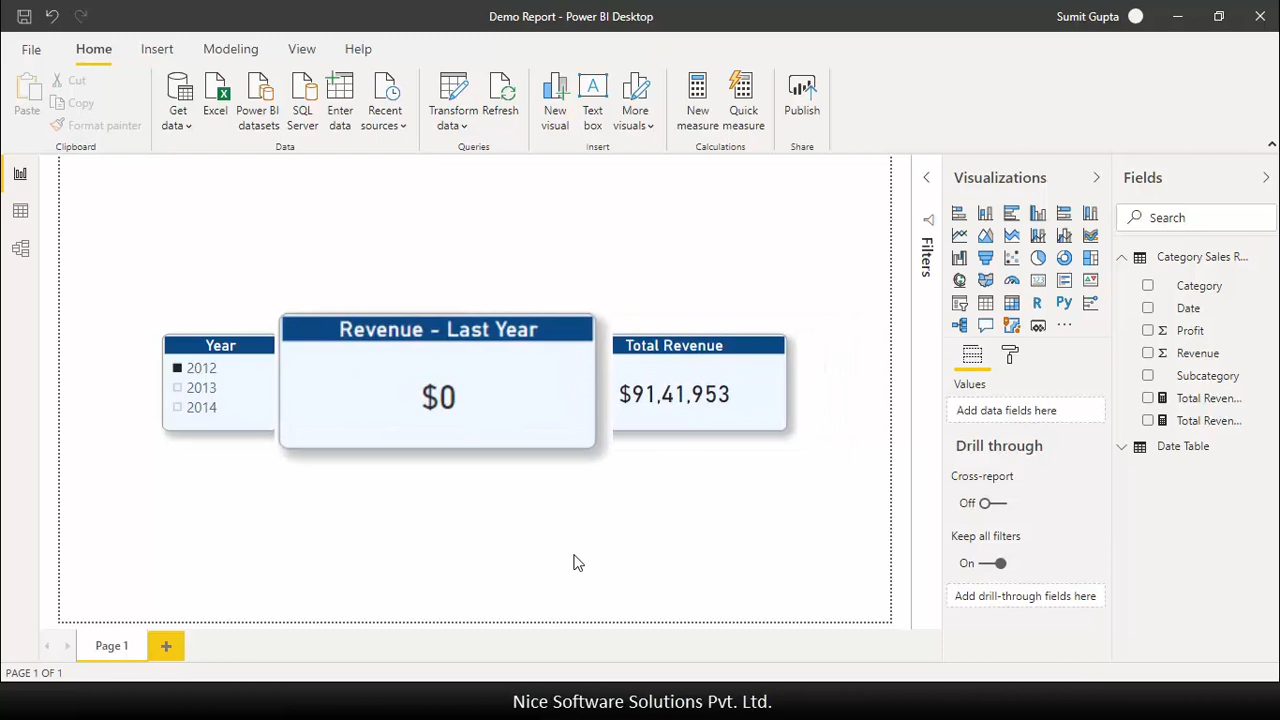 Demo Report - Power BI Desktop
Sumit Gupta
File Home Insert Modeling View Help
Paste
Cut
Copy
Format painter
Clipboard
Get data
Excel
Power BI datasets
SQL Server
Enter data
Recent sources
Data
Transform data
Refresh
Queries
New visual
Text box
More visuals
Insert
New measure
Quick measure
Calculations
Publish
Share
Year
2012
2013
2014
Revenue - Last Year
$0
Total Revenue
$91,41,953
Filters
Visualizations
R
Py
Values
Add data fields here
Drill through
Cross-report
Off
Keep all filters
On
Add drill-through fields here
Fields
Search
Category Sales R...
Category
Date
Profit
Revenue
Subcategory
Total Reven...
Total Reven...
Date Table
Page 1
PAGE 1 OF 1
Nice Software Solutions Pvt. Ltd.